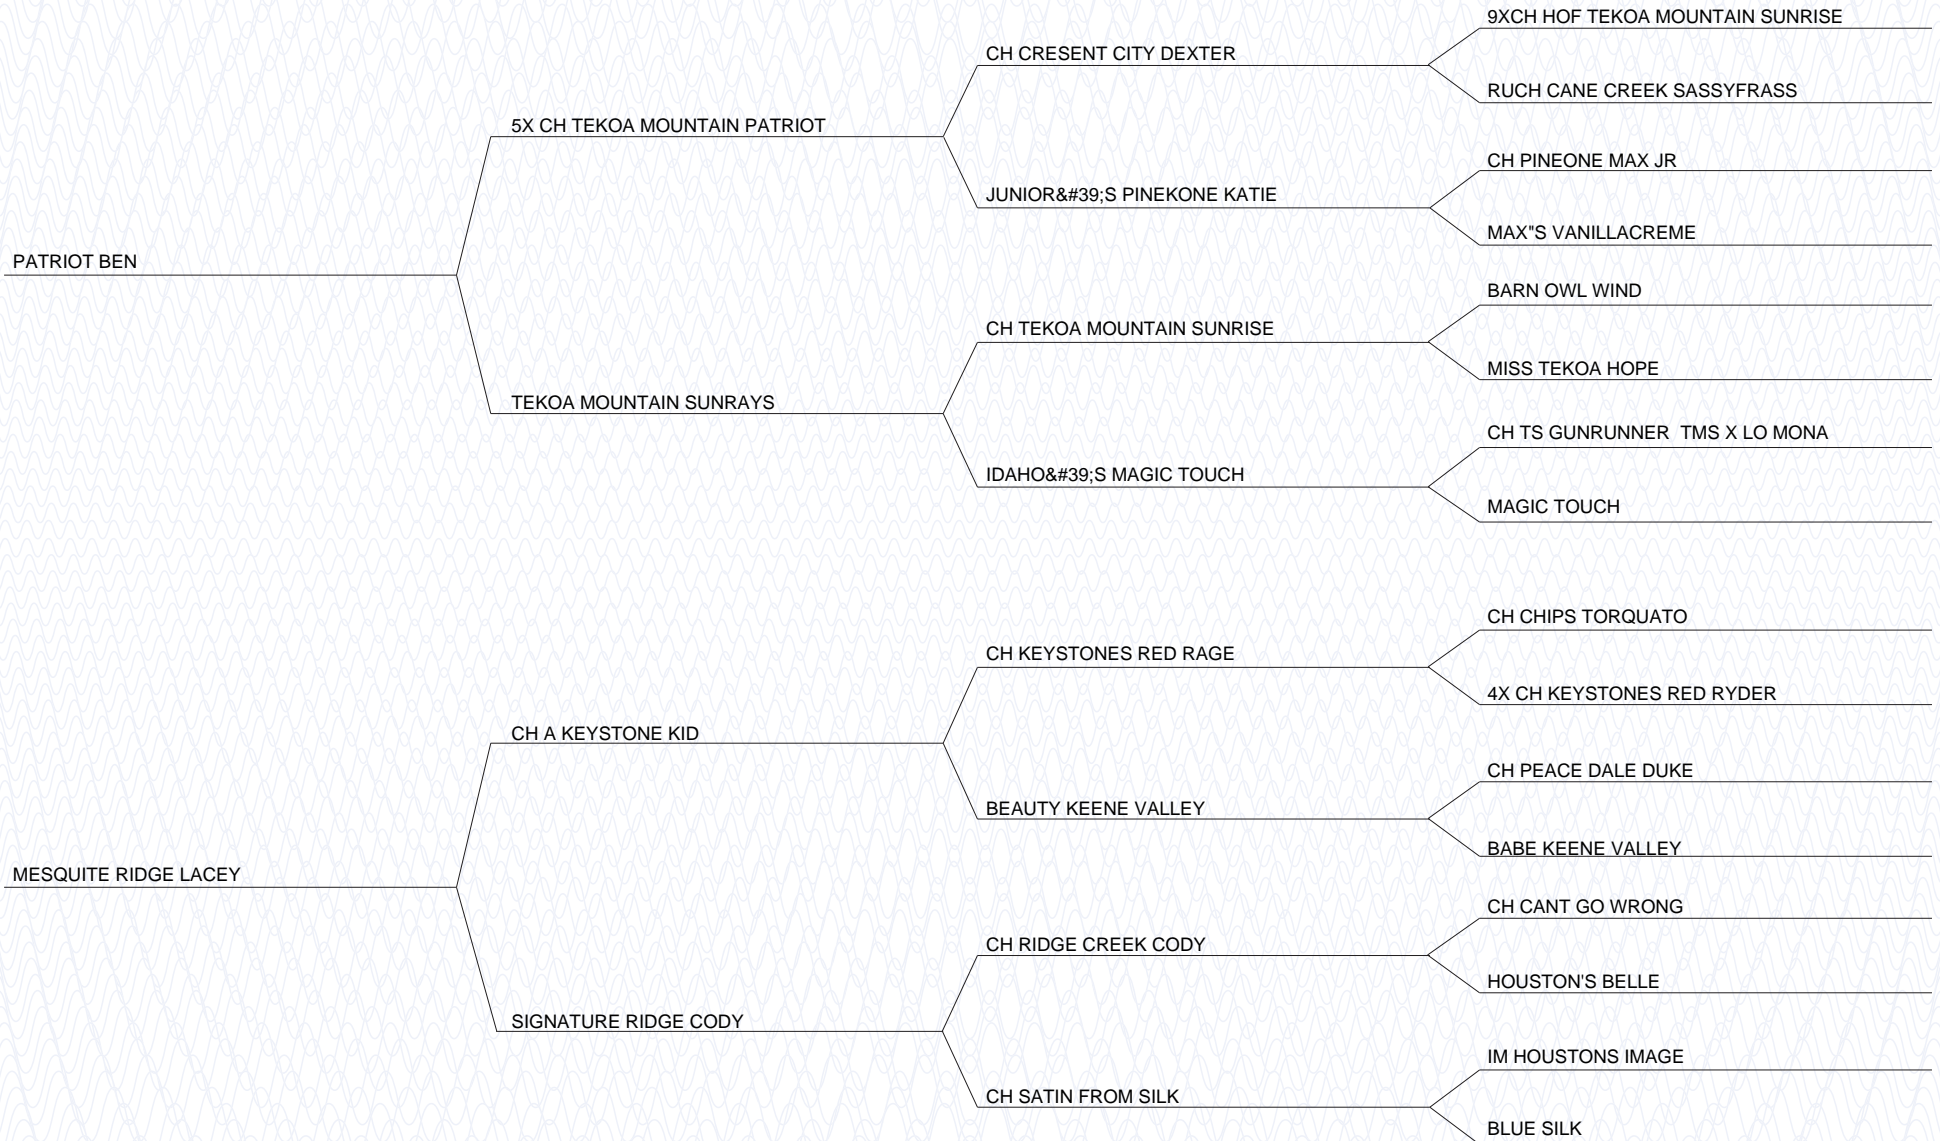 9XCH HOF TEKOA MOUNTAIN SUNRISE
CH CRESENT CITY DEXTER
RUCH CANE CREEK SASSYFRASS
5X CH TEKOA MOUNTAIN PATRIOT
CH PINEONE MAX JR
JUNIOR&#39;S PINEKONE KATIE
MAX"S VANILLACREME
PATRIOT BEN
BARN OWL WIND
CH TEKOA MOUNTAIN SUNRISE
MISS TEKOA HOPE
TEKOA MOUNTAIN SUNRAYS
CH TS GUNRUNNER  TMS X LO MONA
IDAHO&#39;S MAGIC TOUCH
MAGIC TOUCH
CH CHIPS TORQUATO
CH KEYSTONES RED RAGE
4X CH KEYSTONES RED RYDER
CH A KEYSTONE KID
CH PEACE DALE DUKE
BEAUTY KEENE VALLEY
BABE KEENE VALLEY
MESQUITE RIDGE LACEY
CH CANT GO WRONG
CH RIDGE CREEK CODY
HOUSTON'S BELLE
SIGNATURE RIDGE CODY
IM HOUSTONS IMAGE
CH SATIN FROM SILK
BLUE SILK